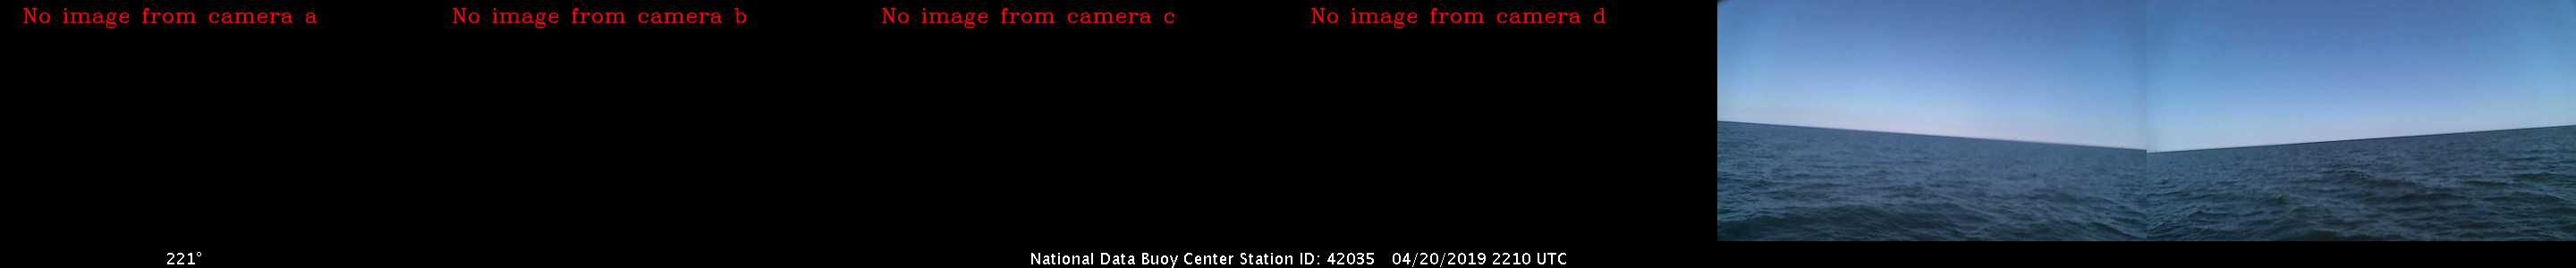 No image from camera a
No image from camera b
No image from camera c
No image from camera d
221°
National Data Buoy Center Station ID: 42035 04/20/2019 2210 UTC